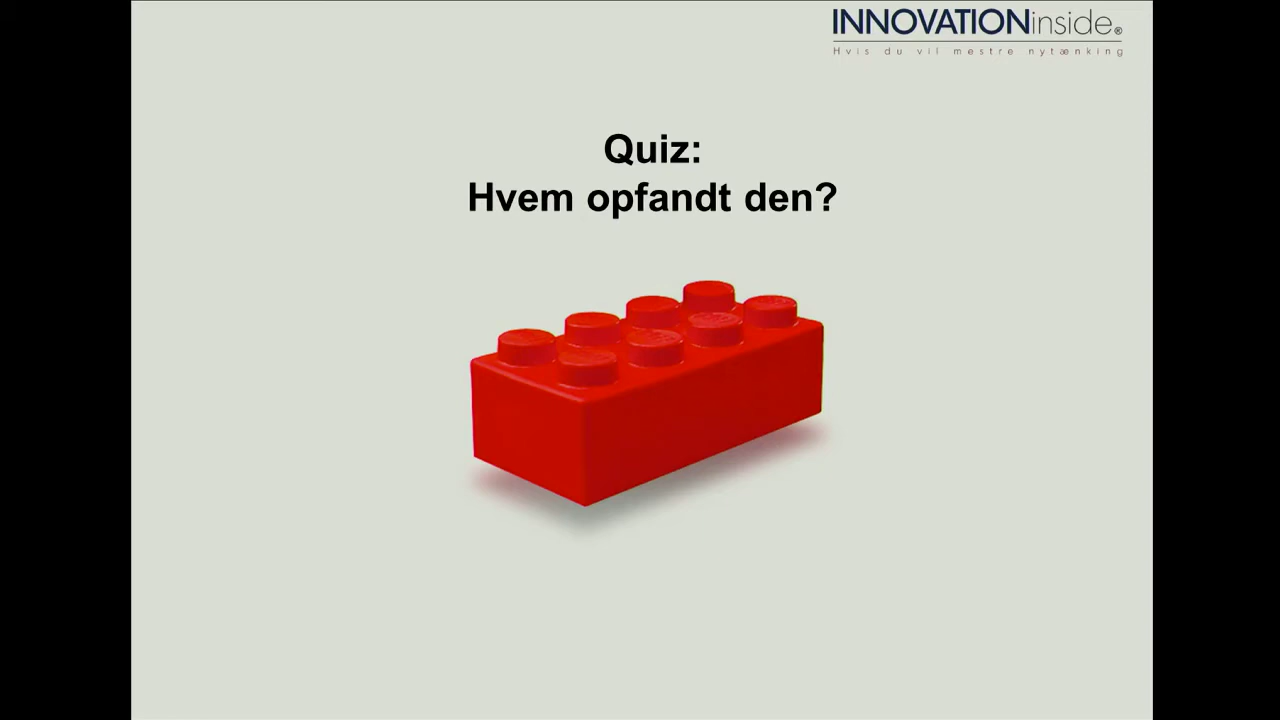 INNOVATIONinside®
Hvis du vil mestre nytænking
Quiz:
Hvem opfandt den?